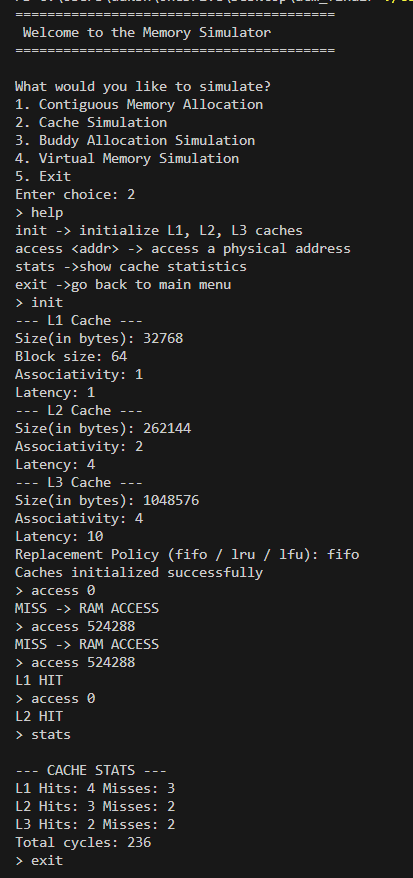 =======================================
Welcome to the Memory Simulator
=======================================
What would you like to simulate?
1. Contiguous Memory Allocation
2. Cache Simulation
3. Buddy Allocation Simulation
4. Virtual Memory Simulation
5. Exit
Enter choice: 2
> help
init -> initialize L1, L2, L3 caches
access <addr> -> access a physical address
stats ->show cache statistics
exit ->go back to main menu
> init
--- L1 Cache ---
Size(in bytes): 32768
Block size: 64
Associativity: 1
Latency: 1
--- L2 Cache ---
Size(in bytes): 262144
Associativity: 2
Latency: 4
--- L3 Cache ---
Size(in bytes): 1048576
Associativity: 4
Latency: 10
Replacement Policy (fifo / lru / lfu): fifo
Caches initialized successfully
> access 0
MISS -> RAM ACCESS
> access 524288
MISS -> RAM ACCESS
> access 524288
L1 HIT
> access 0
L2 HIT
> stats
--- CACHE STATS ---
L1 Hits: 4 Misses: 3
L2 Hits: 3 Misses: 2
L3 Hits: 2 Misses: 2
Total cycles: 236
> exit